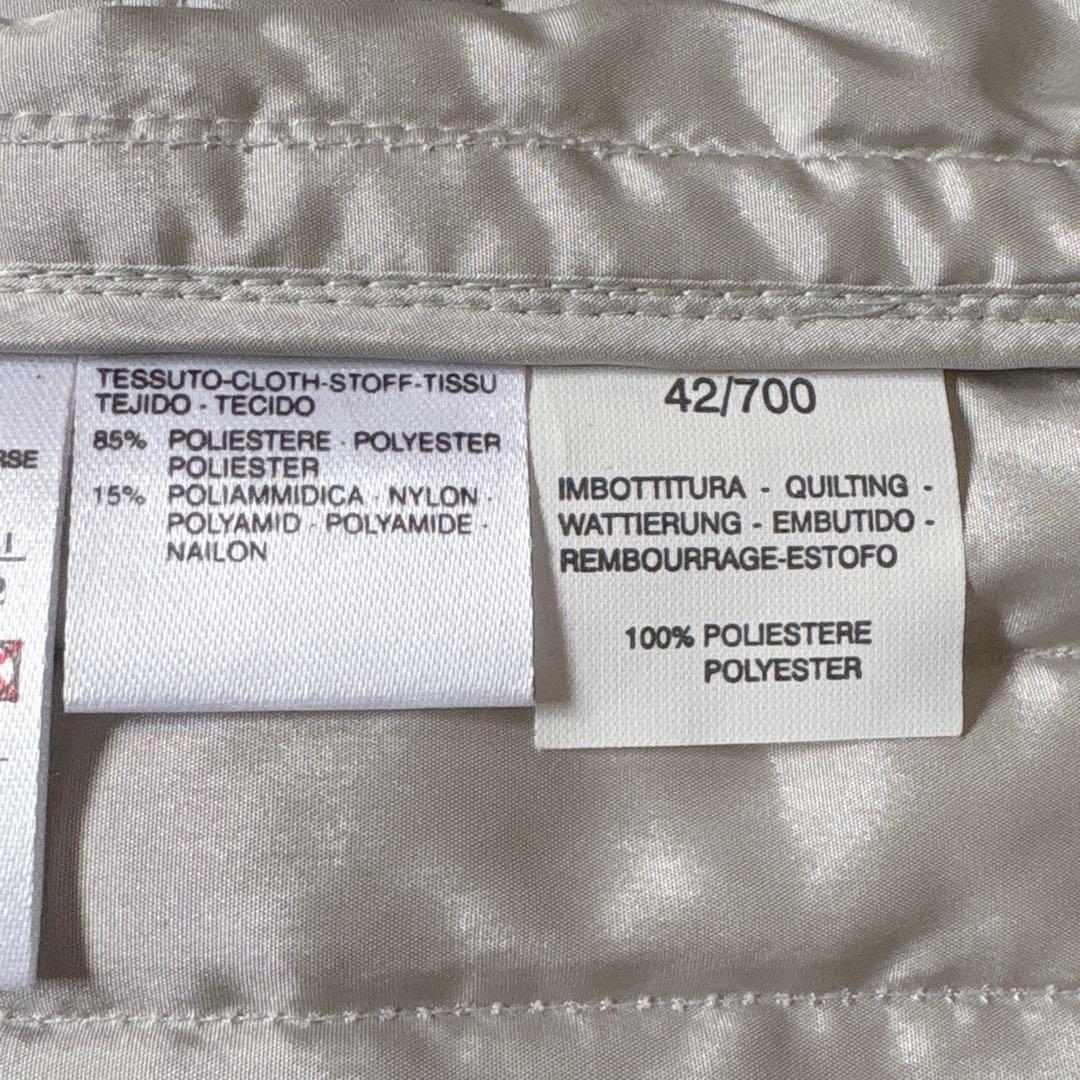 TESSUTO-CLOTH-STOFF-TISSU
TEJIDO - TECIDO
85% POLIESTERE - POLYESTER
POLIESTER
15% POLIAMMIDICA - NYLON -
POLYAMID - POLYAMIDE -
NAILON
42/700
IMBOTTITURA - QUILTING -
WATTIERUNG - EMBUTIDO -
REMBOURRAGE-ESTOFO
100% POLIESTERE
POLYESTER